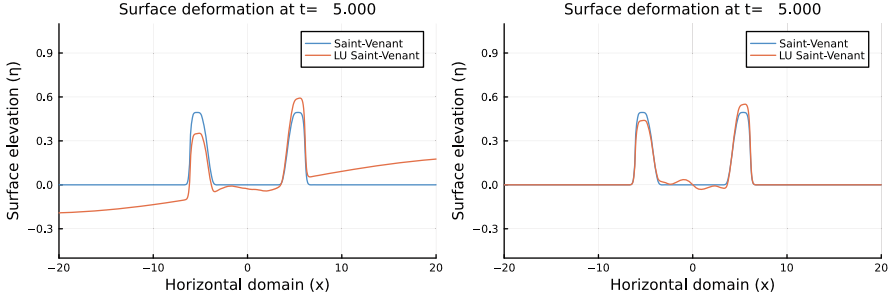 Surface deformation at t= 5.000
Surface elevation (η)
0.9
0.6
0.3
0.0
−0.3
Saint-Venant
LU Saint-Venant
−20
−10
0
10
20
Horizontal domain (x)
Surface deformation at t= 5.000
Surface elevation (η)
0.9
0.6
0.3
0.0
−0.3
Saint-Venant
LU Saint-Venant
−20
−10
0
10
20
Horizontal domain (x)